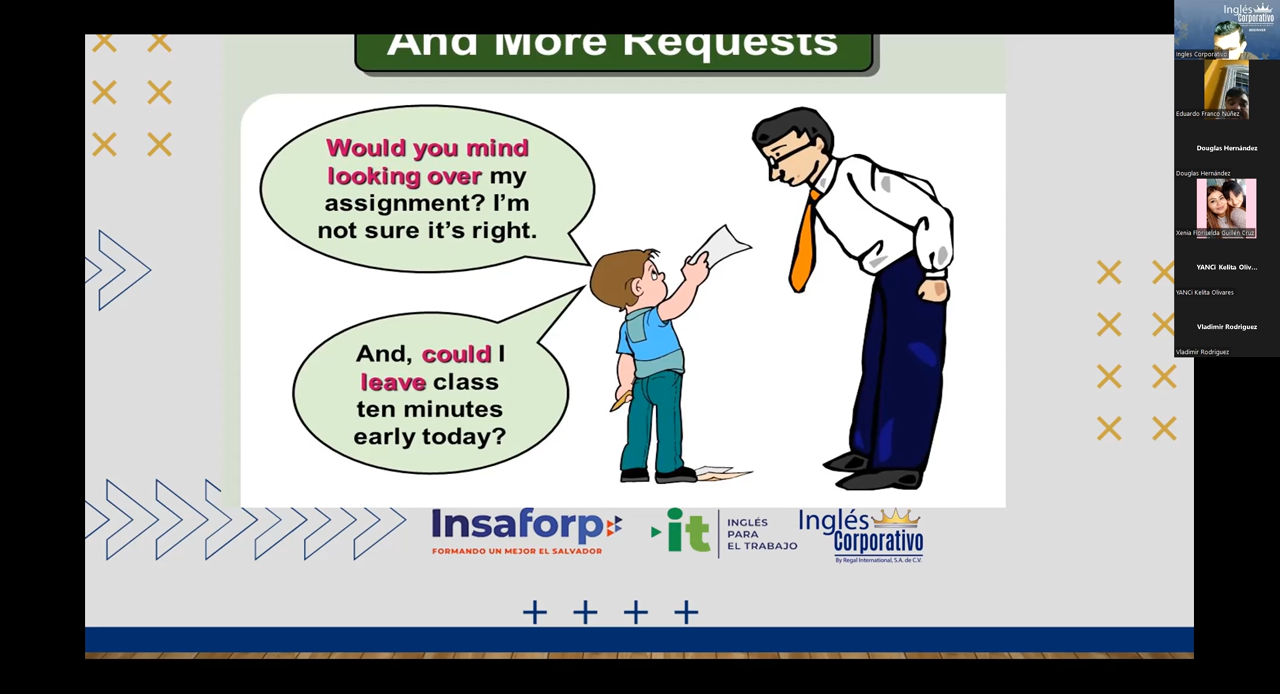 And More Requests
Would you mind
looking over my
assignment? I'm
not sure it's right.
And, could I
leave class
ten minutes
early today?
Insaforp
FORMANDO UN MEJOR EL SALVADOR
it
INGLÉS
PARA
EL TRABAJO
Inglés
Corporativo
By Regal International, S.A. de C.V.
Inglés
Corporativo
Ingles Corporativo
Eduardo Franco Núñez
Douglas Hernández
Douglas Hernández
Xenia Floriselda Guillén Cruz
YANCi Kelita Oliv...
YANCi Kelita Olivares
Vladimir Rodriguez
Vladimir Rodriguez